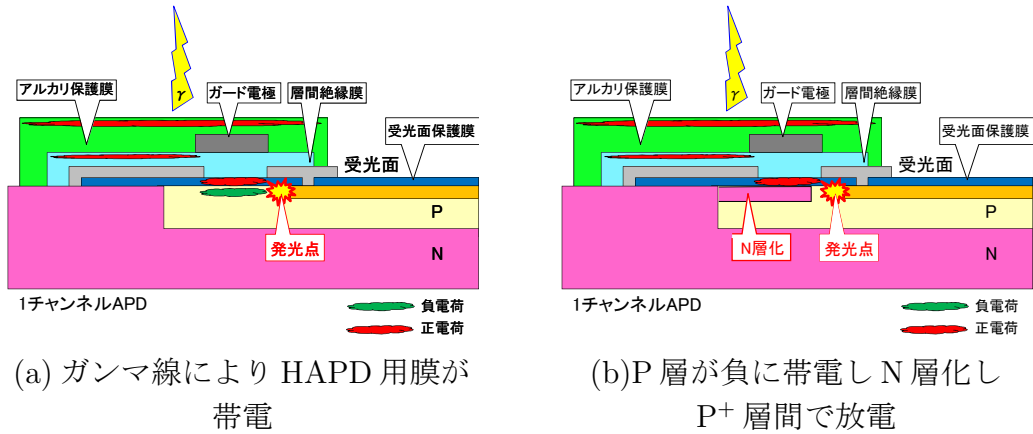 γ
アルカリ保護膜
ガード電極
層間絶縁膜
受光面保護膜
受光面
P
発光点
N
1チャンネルAPD
負電荷
正電荷
(a) ガンマ線により HAPD 用膜が
帯電
γ
アルカリ保護膜
ガード電極
層間絶縁膜
受光面保護膜
受光面
P
N層化
発光点
N
1チャンネルAPD
負電荷
正電荷
(b)P 層が負に帯電し N 層化し
P⁺ 層間で放電